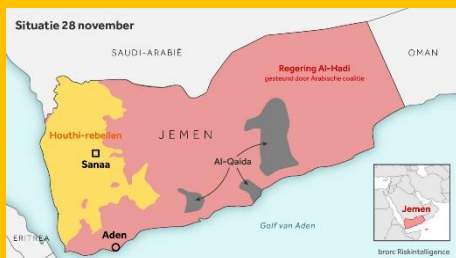 Situatie 28 november
SAUDI-ARABIË
OMAN
Regering Al-Hadi
gesteund door Arabische coalitie
Houthi-rebellen
JEMEN
Sanaa
Al-Qaida
Aden
Golf van Aden
ERITREA
Jemen
bron: Riskintelligence